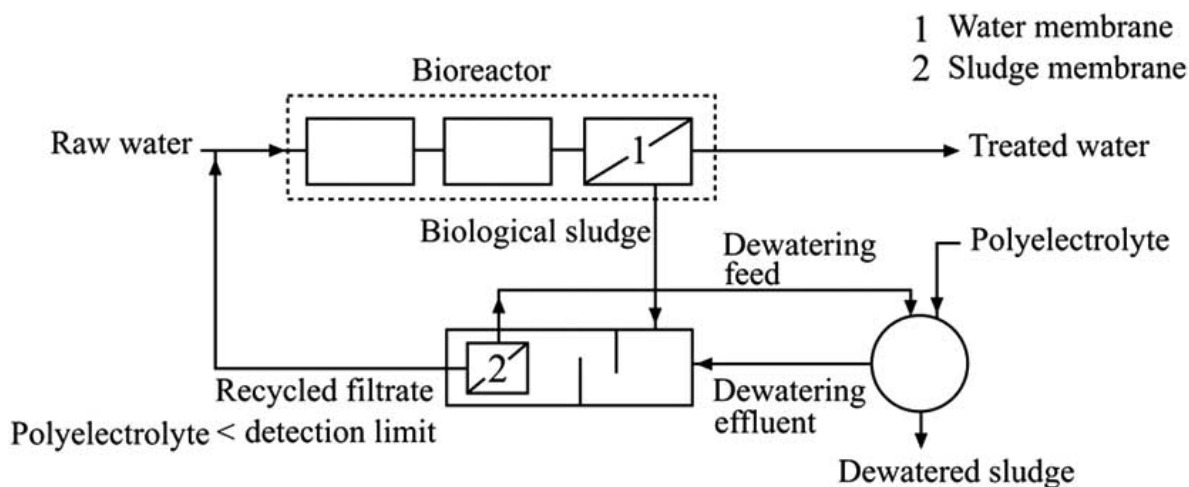 1 Water membrane
2 Sludge membrane
Bioreactor
Raw water
1
Treated water
Biological sludge
Dewatering
feed
Polyelectrolyte
2
Recycled filtrate
Polyelectrolyte < detection limit
Dewatering
effluent
Dewatered sludge